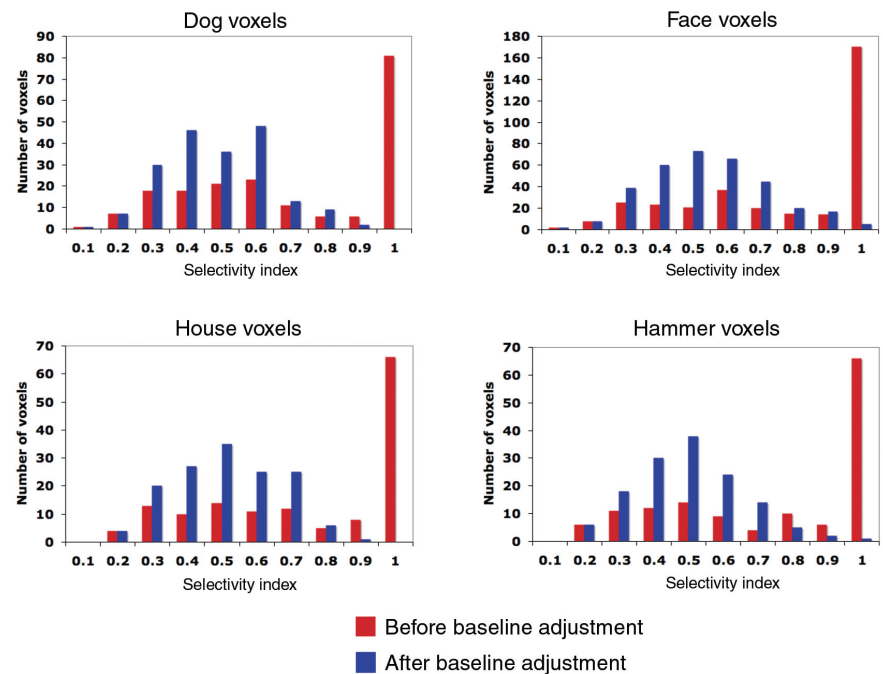 Dog voxels
Number of voxels
90
80
70
60
50
40
30
20
10
0
0.1 0.2 0.3 0.4 0.5 0.6 0.7 0.8 0.9 1
Selectivity index
Face voxels
Number of voxels
180
160
140
120
100
80
60
40
20
0
0.1 0.2 0.3 0.4 0.5 0.6 0.7 0.8 0.9 1
Selectivity index
House voxels
Number of voxels
70
60
50
40
30
20
10
0
0.1 0.2 0.3 0.4 0.5 0.6 0.7 0.8 0.9 1
Selectivity index
Hammer voxels
Number of voxels
70
60
50
40
30
20
10
0
0.1 0.2 0.3 0.4 0.5 0.6 0.7 0.8 0.9 1
Selectivity index
Before baseline adjustment
After baseline adjustment